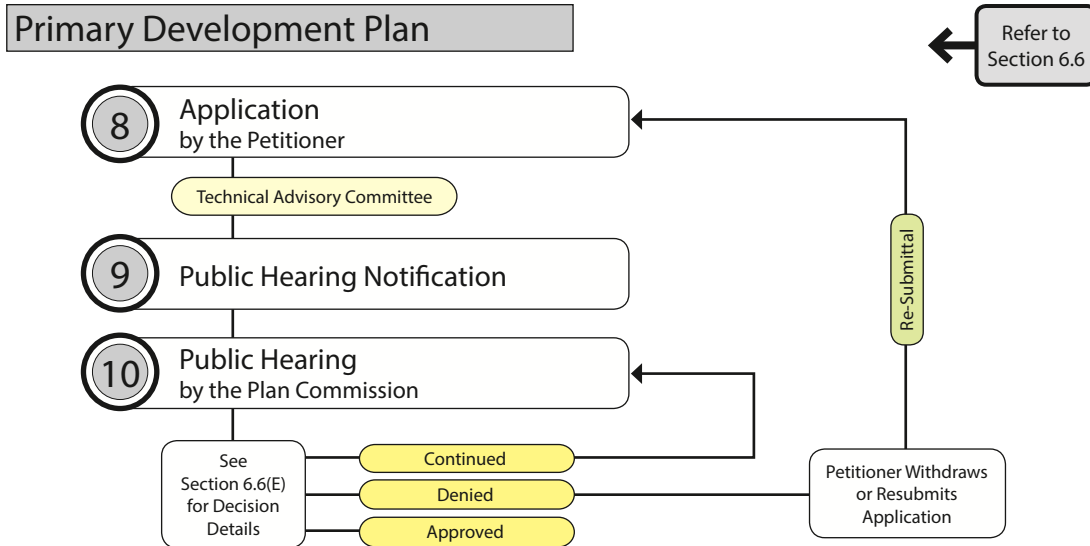 Primary Development Plan
Refer to
Section 6.6
8
Application
by the Petitioner
Technical Advisory Committee
9
Public Hearing Notification
Re-Submittal
10
Public Hearing
by the Plan Commission
See
Section 6.6(E)
for Decision
Details
Continued
Denied
Approved
Petitioner Withdraws
or Resubmits
Application